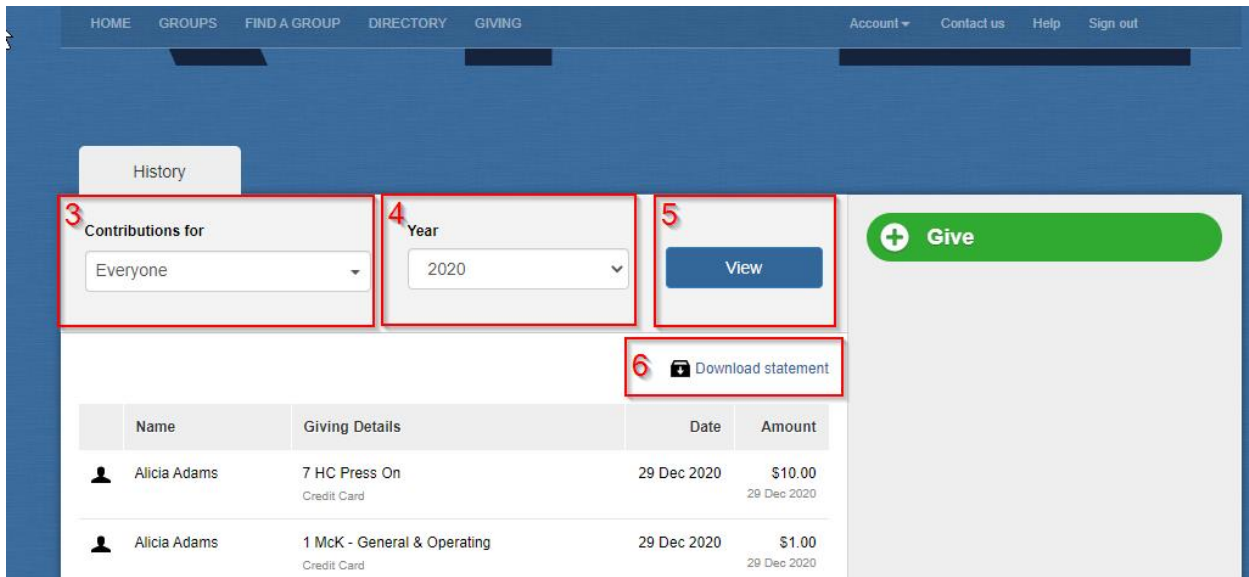 HOME GROUPS FIND A GROUP DIRECTORY GIVING Account Contact us Help Sign out
History
3 4 5
Contributions for Year
Give
Everyone 2020 View
6 Download statement
Name Giving Details Date Amount
Alicia Adams 7 HC Press On 29 Dec 2020 $10.00
Credit Card 29 Dec 2020
Alicia Adams 1 McK - General & Operating 29 Dec 2020 $1.00
Credit Card 29 Dec 2020